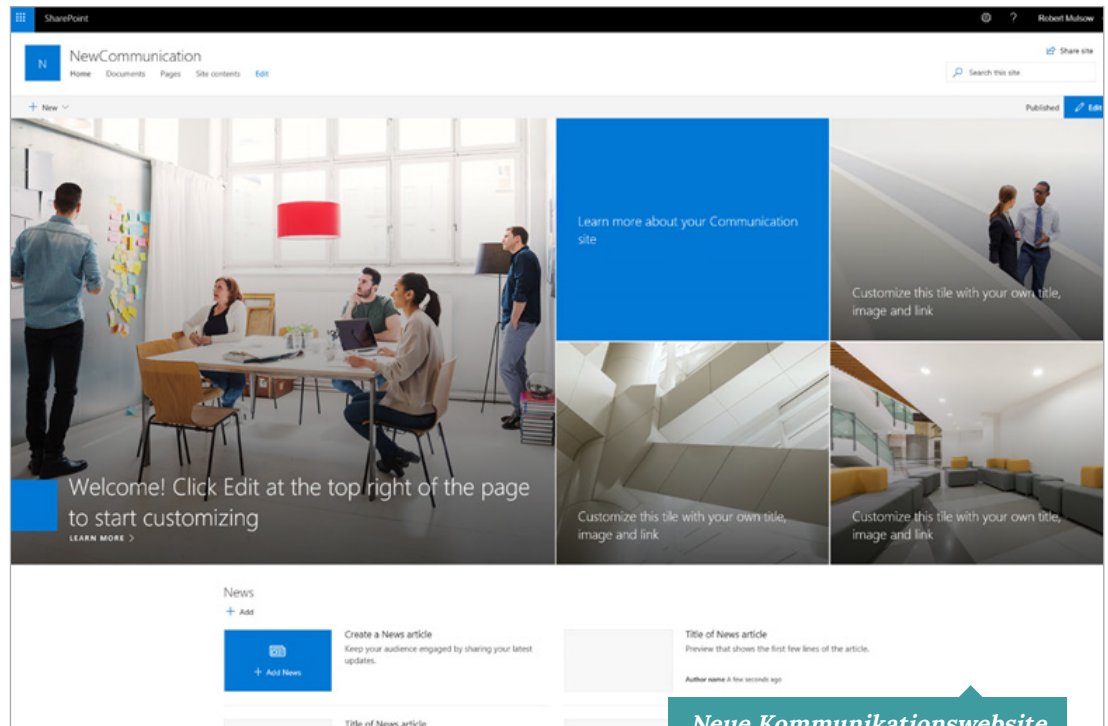 SharePoint
? Robert Mulsow
N
NewCommunication
Share site
Home Documents Pages Site contents Edit
Search this site
+ New
Published Edit
Learn more about your Communication
site
Customize this tile with your own title,
image and link
Welcome! Click Edit at the top right of the page
to start customizing
LEARN MORE >
Customize this tile with your own title,
image and link
Customize this tile with your own title,
image and link
News
+ Add
+ Add News
Create a News article
Keep your audience engaged by sharing your latest
updates.
Title of News article
Preview that shows the first few lines of the article.
Author name A few seconds ago
Title of News article
Neue Kommunikationswebsite